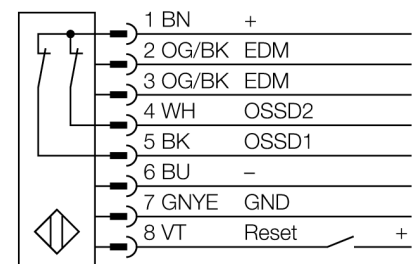 1 BN +
2 OG/BK EDM
3 OG/BK EDM
4 WH OSSD2
5 BK OSSD1
6 BU –
7 GNYE GND
8 VT Reset +